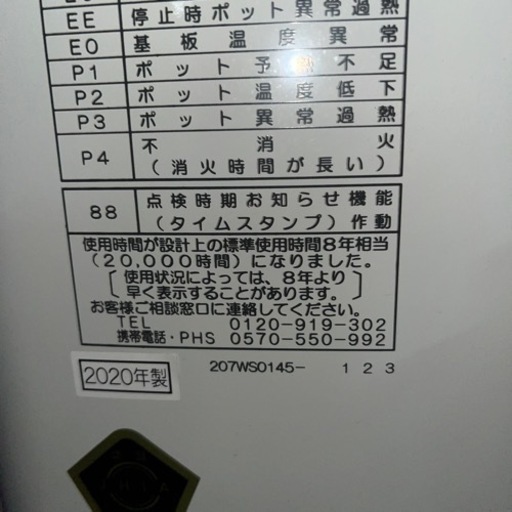 EE 停止時ポット異常過熱
E0 基板温度異常
P1 ポット予熱不足
P2 ポット温度低下
P3 ポット異常過熱
P4 不消火
(消火時間が長い)
88 点検時期お知らせ機能
(タイムスタンプ)作動
使用時間が設計上の標準使用時間8年相当
(20,000時間)になりました。
使用状況によっては、8年より
早く表示することがあります。
お客様ご相談窓口に連絡してください。
TEL 0120-919-302
携帯電話・PHS 0570-550-992
207WS0145- 1 2 3
2020年製